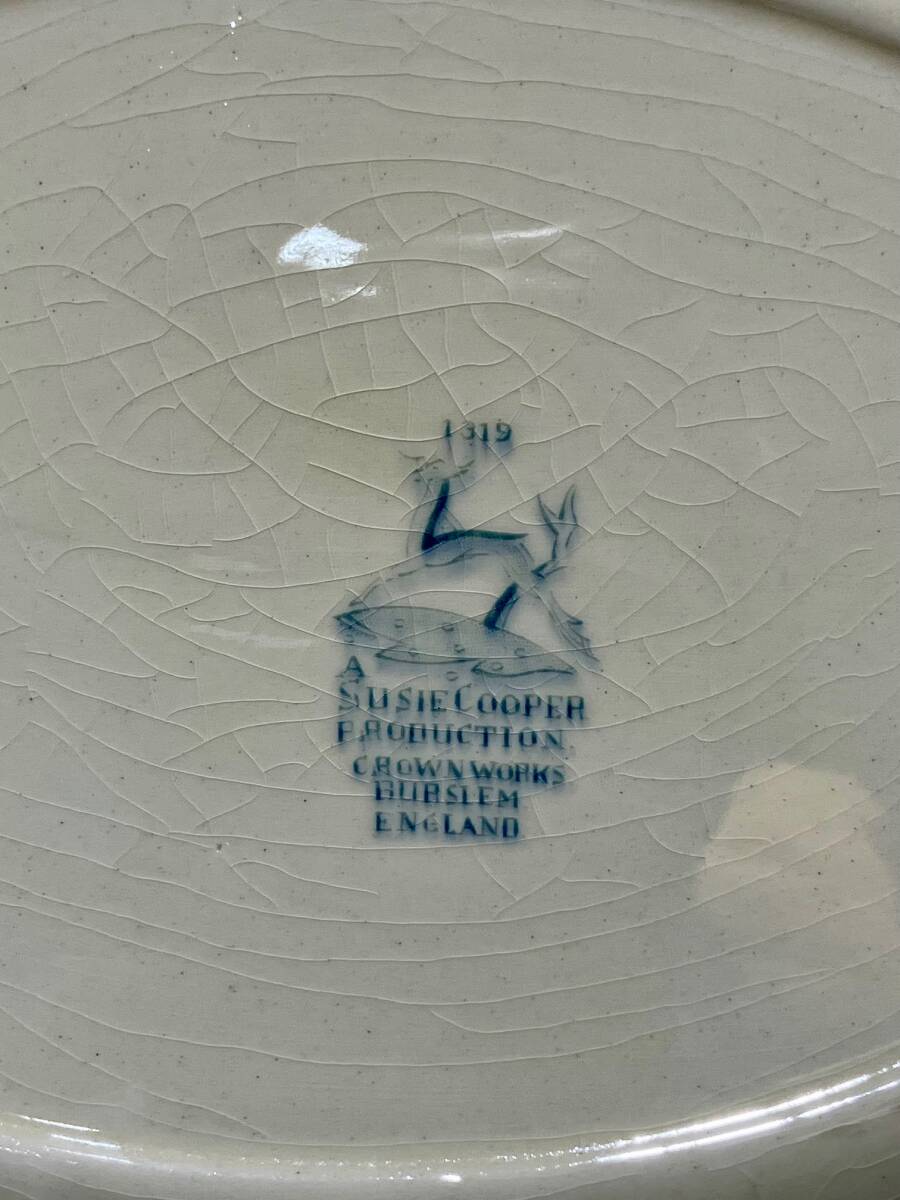 1319
A
SUSIE COOPER
PRODUCTION.
CROWN WORKS
BURSLEM
ENGLAND